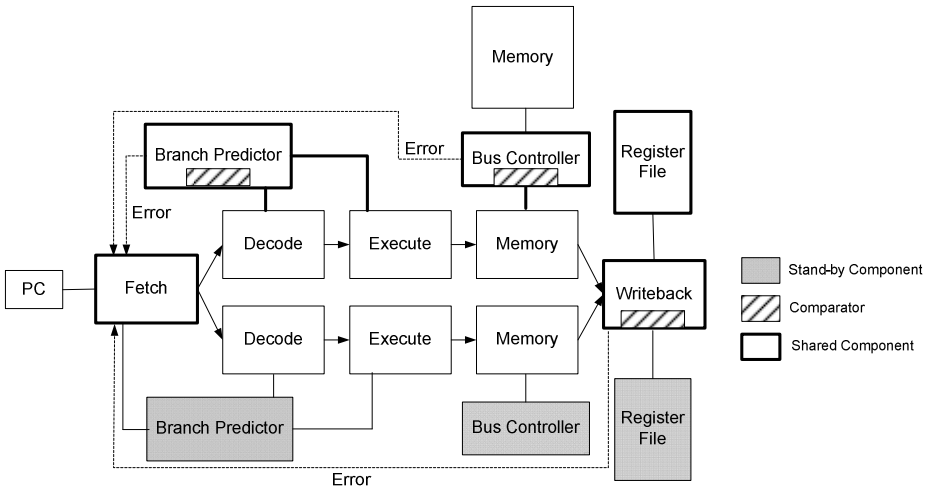 Memory
Error
Branch Predictor
Bus Controller
Register
File
Error
Decode
Execute
Memory
PC
Fetch
Writeback
Stand-by Component
Comparator
Shared Component
Decode
Execute
Memory
Branch Predictor
Bus Controller
Register
File
Error